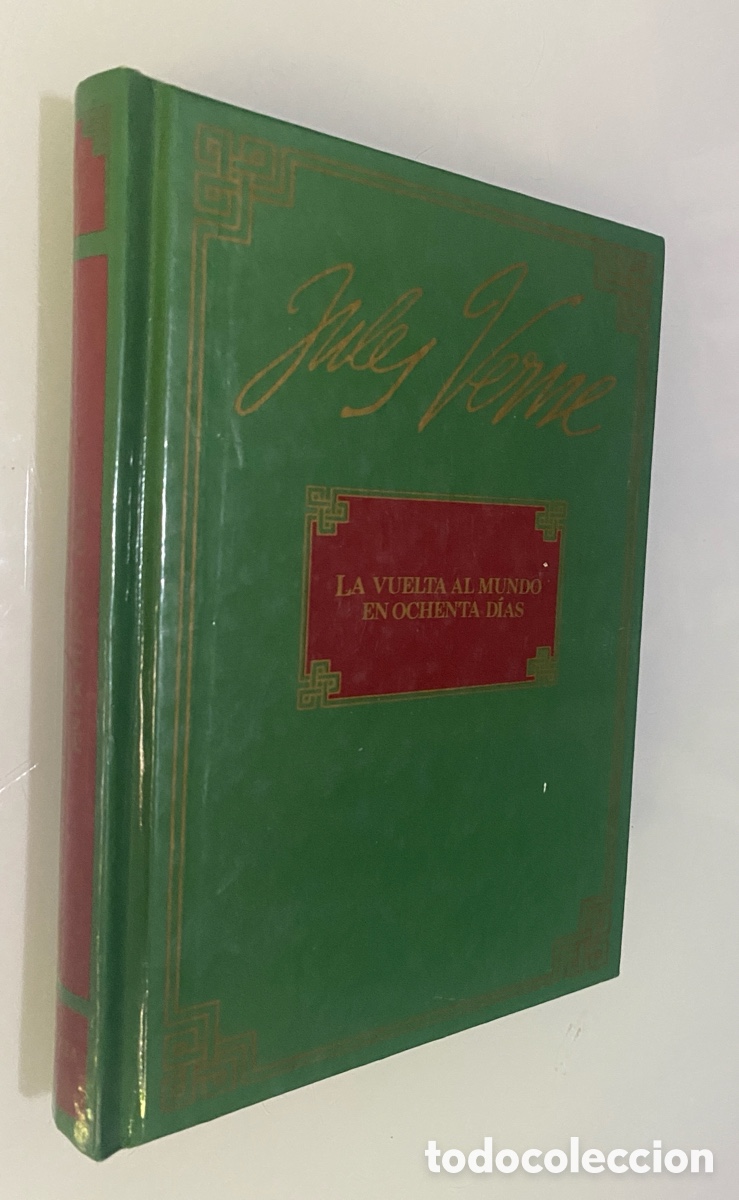 Jules Verne
LA VUELTA AL MUNDO
EN OCHENTA DÍAS
todocoleccion